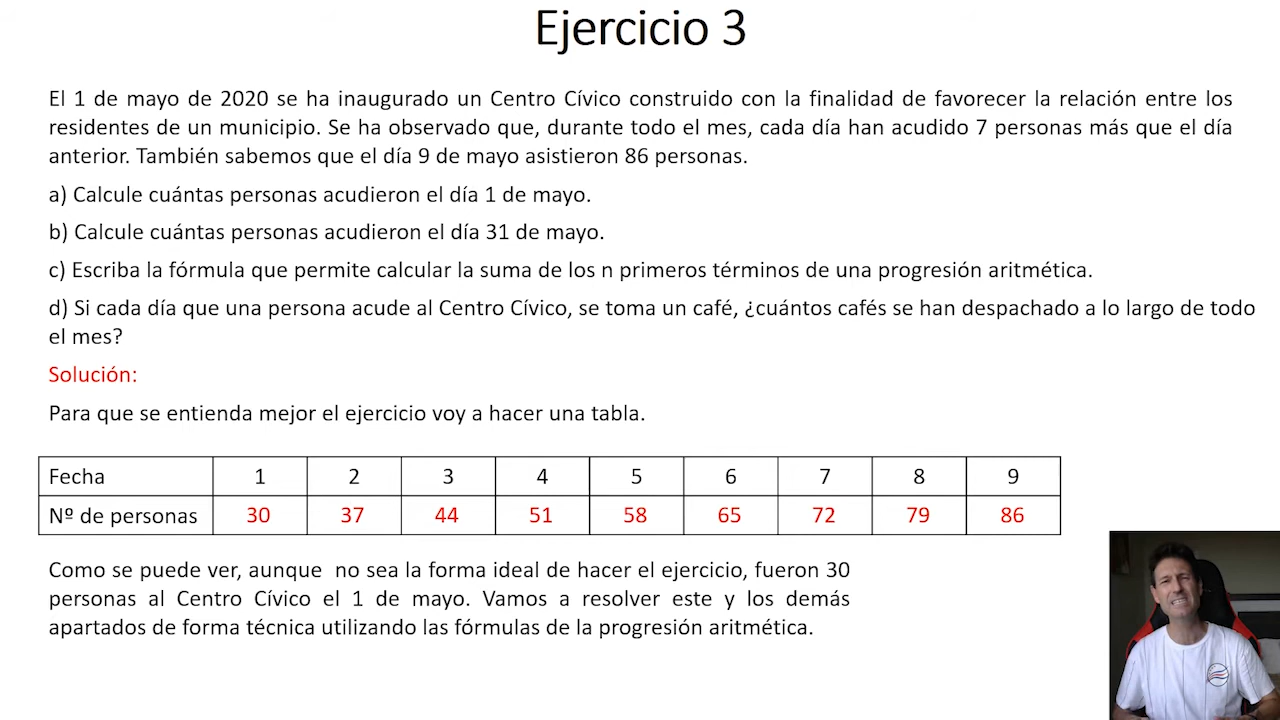 Ejercicio 3
El 1 de mayo de 2020 se ha inaugurado un Centro Cívico construido con la finalidad de favorecer la relación entre los
residentes de un municipio. Se ha observado que, durante todo el mes, cada día han acudido 7 personas más que el día
anterior. También sabemos que el día 9 de mayo asistieron 86 personas.
a) Calcule cuántas personas acudieron el día 1 de mayo.
b) Calcule cuántas personas acudieron el día 31 de mayo.
c) Escriba la fórmula que permite calcular la suma de los n primeros términos de una progresión aritmética.
d) Si cada día que una persona acude al Centro Cívico, se toma un café, ¿cuántos cafés se han despachado a lo largo de todo
el mes?
Solución:
Para que se entienda mejor el ejercicio voy a hacer una tabla.
Fecha 1 2 3 4 5 6 7 8 9
Nº de personas 30 37 44 51 58 65 72 79 86
Como se puede ver, aunque no sea la forma ideal de hacer el ejercicio, fueron 30
personas al Centro Cívico el 1 de mayo. Vamos a resolver este y los demás
apartados de forma técnica utilizando las fórmulas de la progresión aritmética.